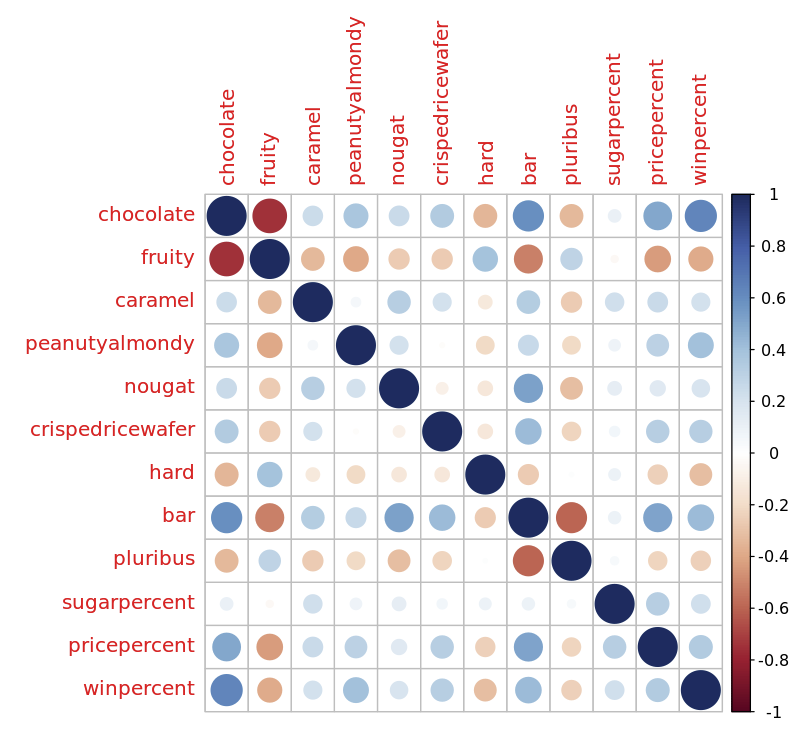 chocolate
fruity
caramel
peanutyalmondy
nougat
crispedricewafer
hard
bar
pluribus
sugarpercent
pricepercent
winpercent
chocolate
fruity
caramel
peanutyalmondy
nougat
crispedricewafer
hard
bar
pluribus
sugarpercent
pricepercent
winpercent
1
0.8
0.6
0.4
0.2
0
-0.2
-0.4
-0.6
-0.8
-1